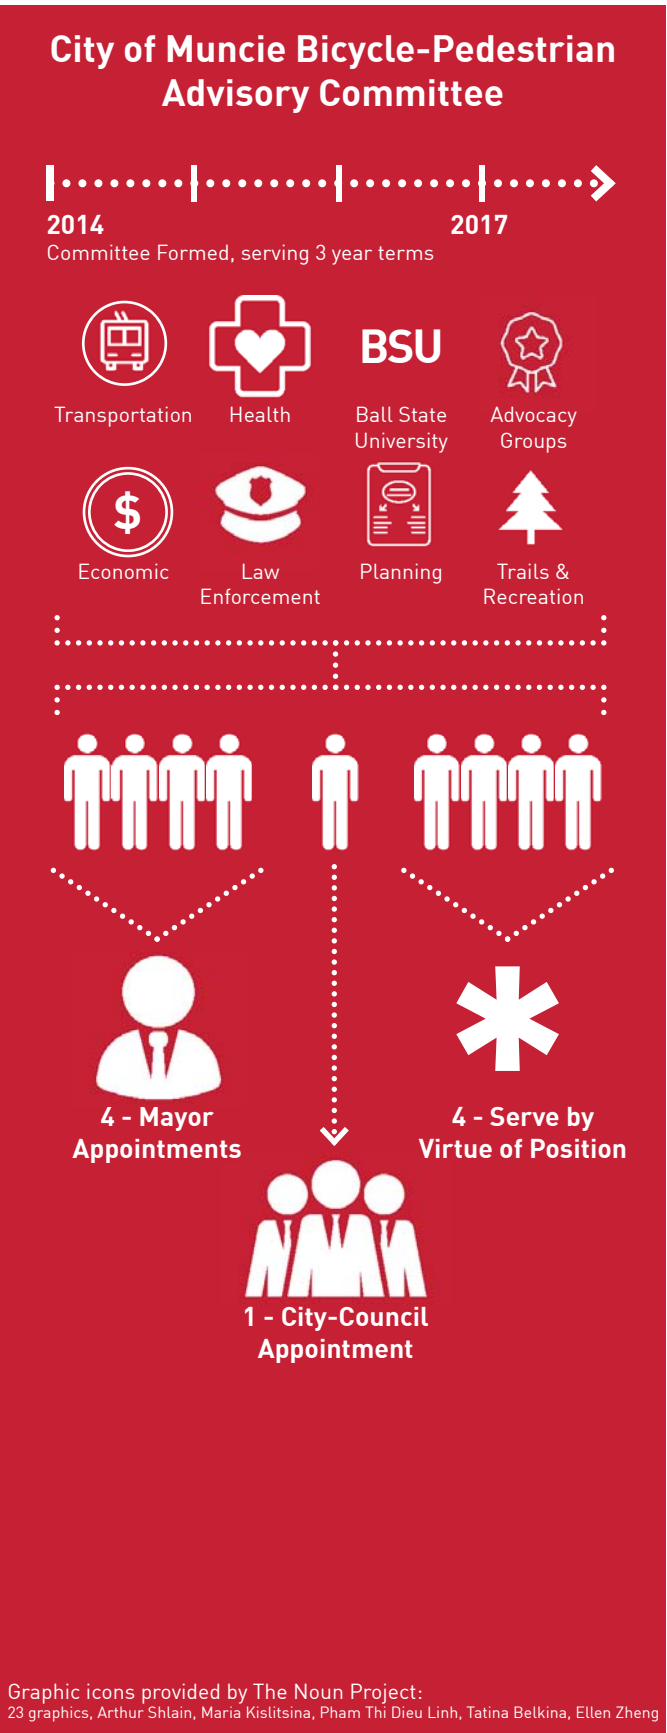 City of Muncie Bicycle-Pedestrian
Advisory Committee
2014
2017
Committee Formed, serving 3 year terms
BSU
Transportation
Health
Ball State
University
Advocacy
Groups
$
Economic
Law
Enforcement
Planning
Trails &
Recreation
4 - Mayor
Appointments
4 - Serve by
Virtue of Position
1 - City-Council
Appointment
Graphic icons provided by The Noun Project:
23 graphics, Arthur Shlain, Maria Kislitsina, Pham Thi Dieu Linh, Tatina Belkina, Ellen Zheng